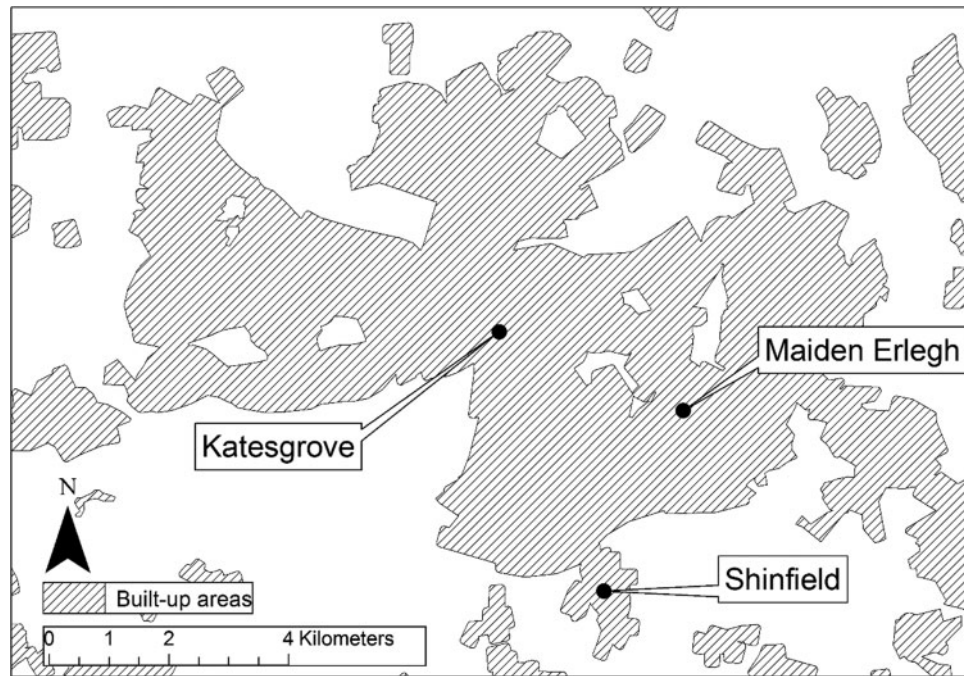 Maiden Erlegh
Katesgrove
N
Shinfield
Built-up areas
0 1 2 4 Kilometers